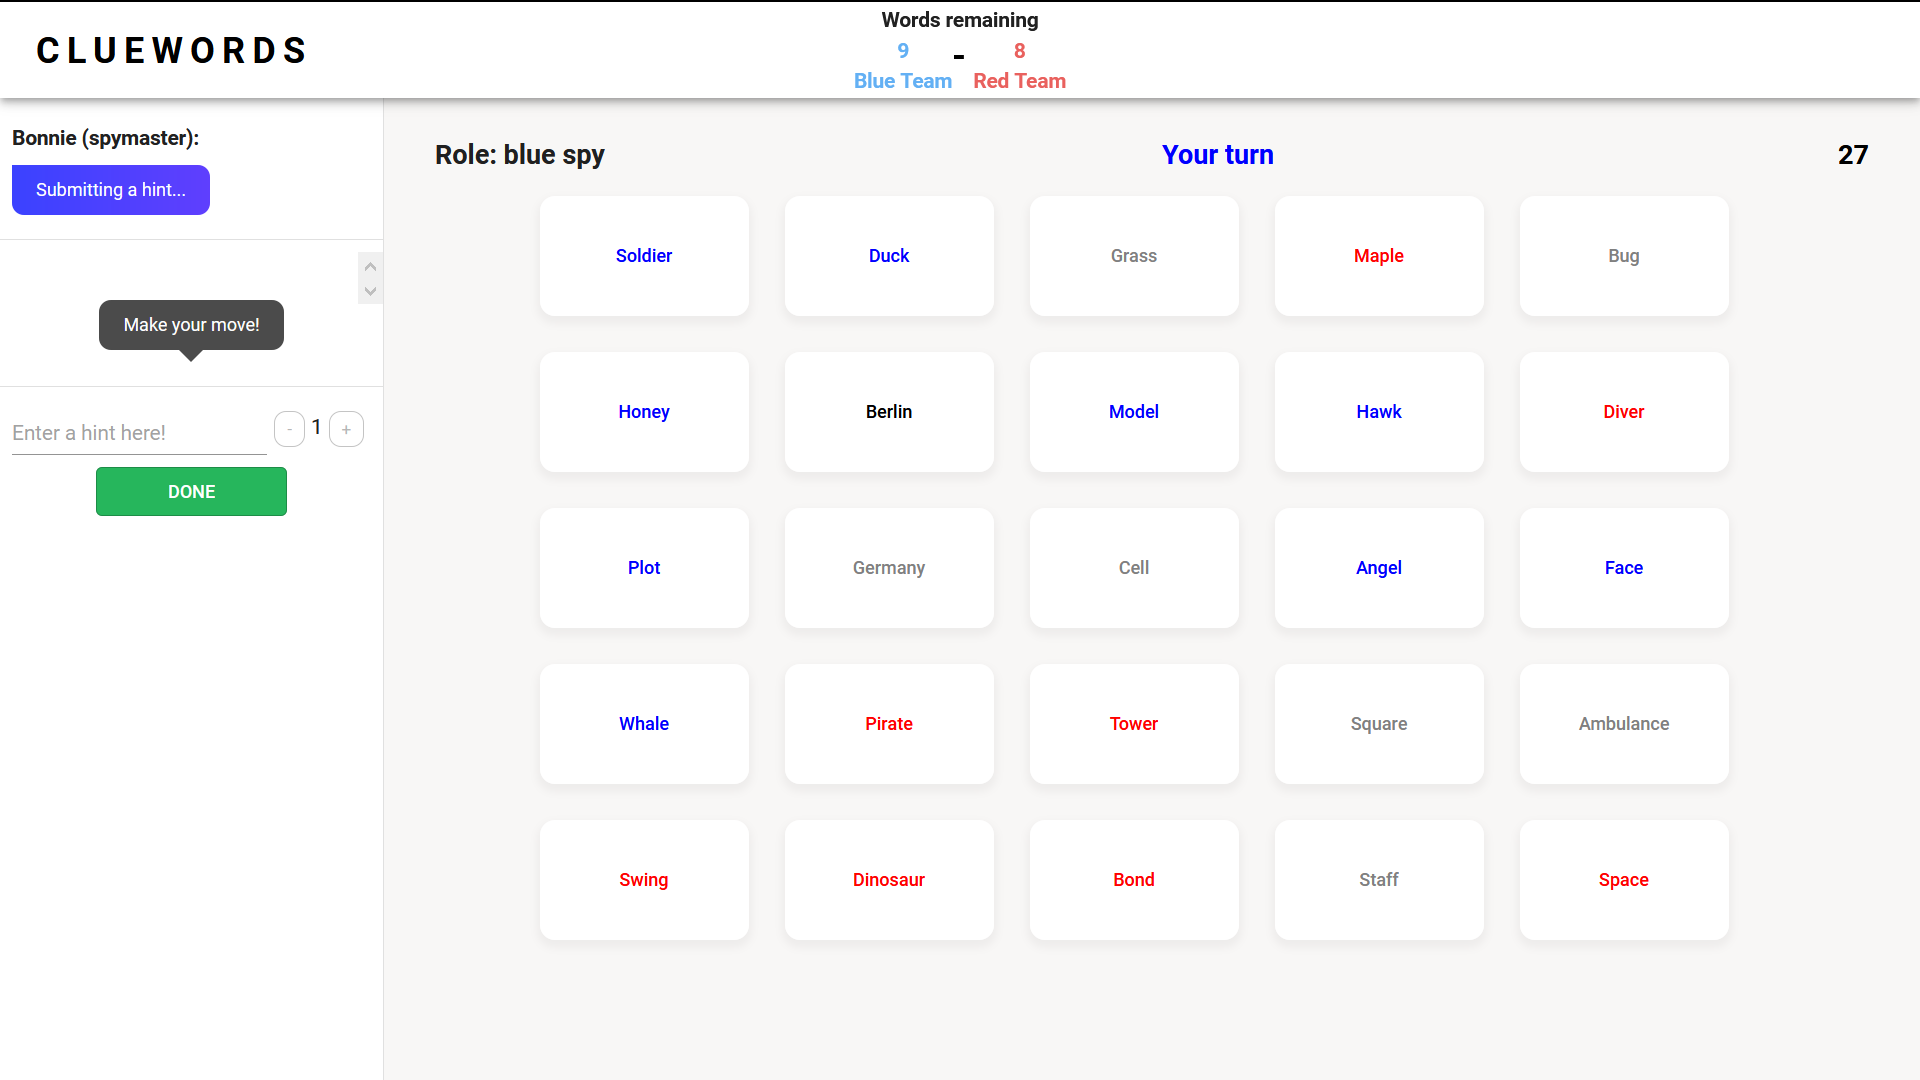 CLUEWORDS
Words remaining
9 - 8
Blue Team Red Team
Bonnie (spymaster):
Submitting a hint...
Make your move!
Enter a hint here! - 1 +
DONE
Role: blue spy Your turn 27
Soldier Duck Grass Maple Bug
Honey Berlin Model Hawk Diver
Plot Germany Cell Angel Face
Whale Pirate Tower Square Ambulance
Swing Dinosaur Bond Staff Space